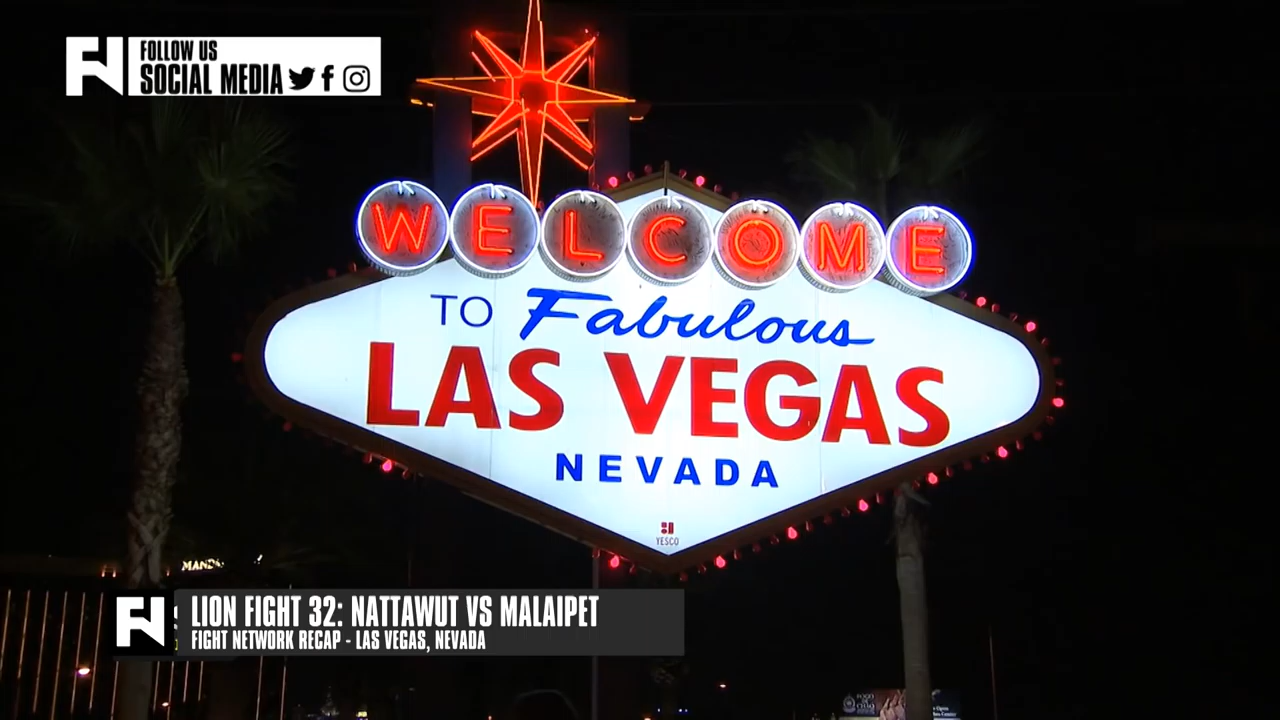 FOLLOW US
SOCIAL MEDIA
WELCOME
TO Fabulous
LAS VEGAS
NEVADA
YESCO
LION FIGHT 32: NATTAWUT VS MALAIPET
FIGHT NETWORK RECAP - LAS VEGAS, NEVADA